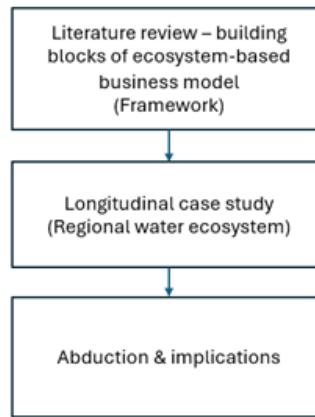 Literature review – building
blocks of ecosystem-based
business model
(Framework)
Longitudinal case study
(Regional water ecosystem)
Abduction & implications